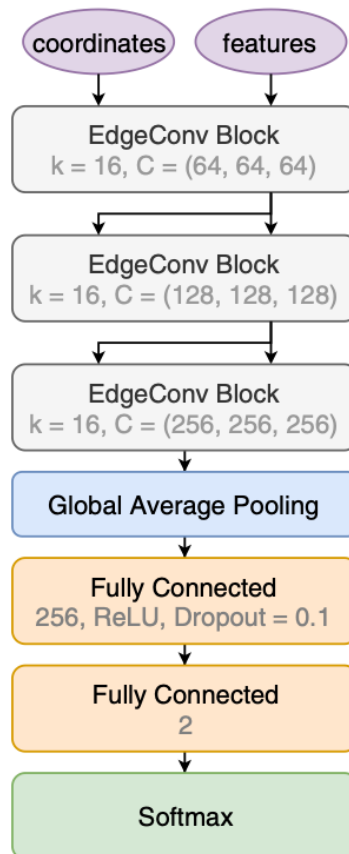 coordinates
features
EdgeConv Block
k = 16, C = (64, 64, 64)
EdgeConv Block
k = 16, C = (128, 128, 128)
EdgeConv Block
k = 16, C = (256, 256, 256)
Global Average Pooling
Fully Connected
256, ReLU, Dropout = 0.1
Fully Connected
2
Softmax